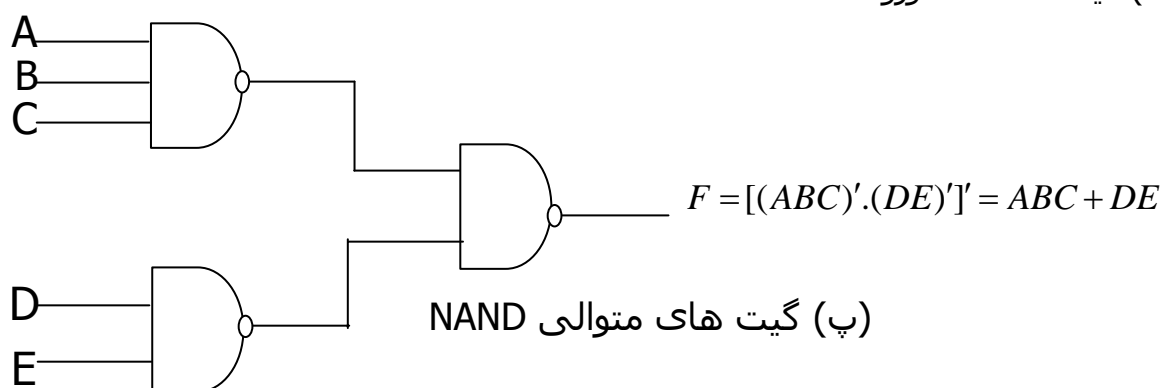 A
B
C
F = [(ABC)′.(DE)′]′ = ABC + DE
D
E
(پ) گیت های متوالی NAND